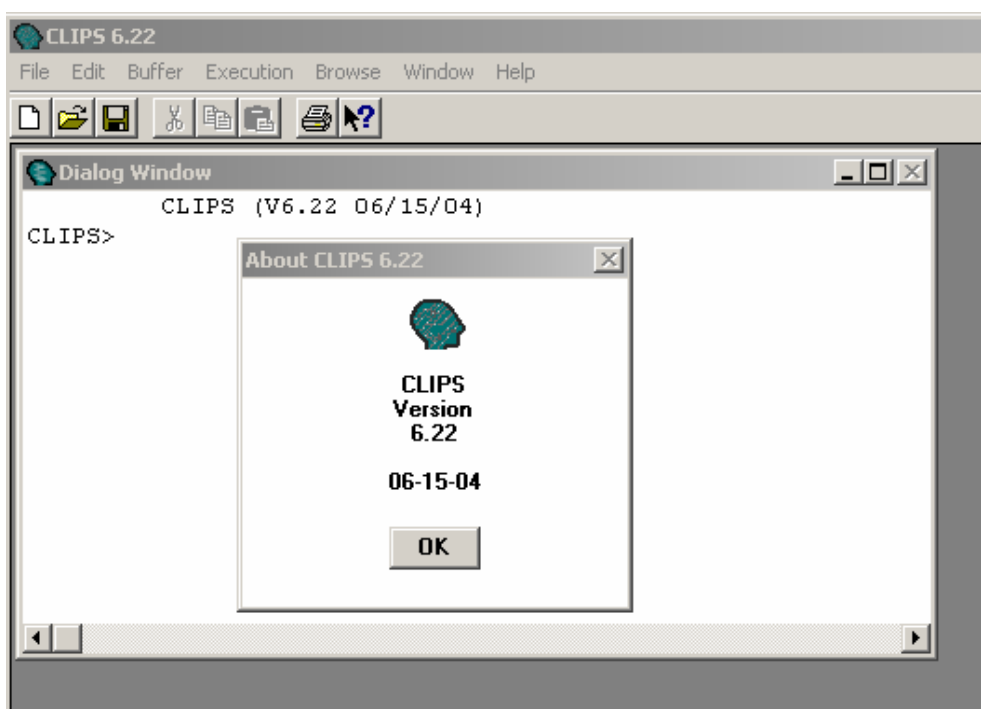 CLIPS 6.22
File Edit Buffer Execution Browse Window Help
Dialog Window
CLIPS (V6.22 06/15/04)
CLIPS>
About CLIPS 6.22
CLIPS
Version
6.22
06-15-04
OK